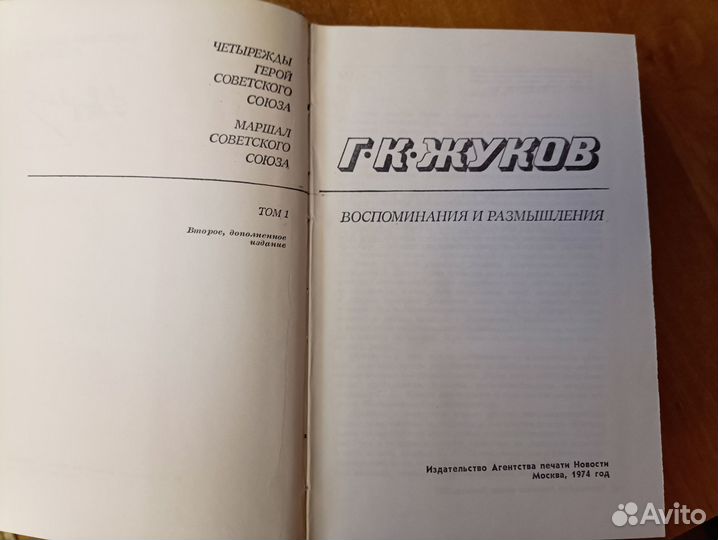 ЧЕТЫРЕЖДЫ
ГЕРОЙ
СОВЕТСКОГО
СОЮЗА
МАРШАЛ
СОВЕТСКОГО
СОЮЗА
ТОМ 1
Второе, дополненное
издание
Г·К·ЖУКОВ
ВОСПОМИНАНИЯ И РАЗМЫШЛЕНИЯ
Издательство Агентства печати Новости
Москва, 1974 год
Avito